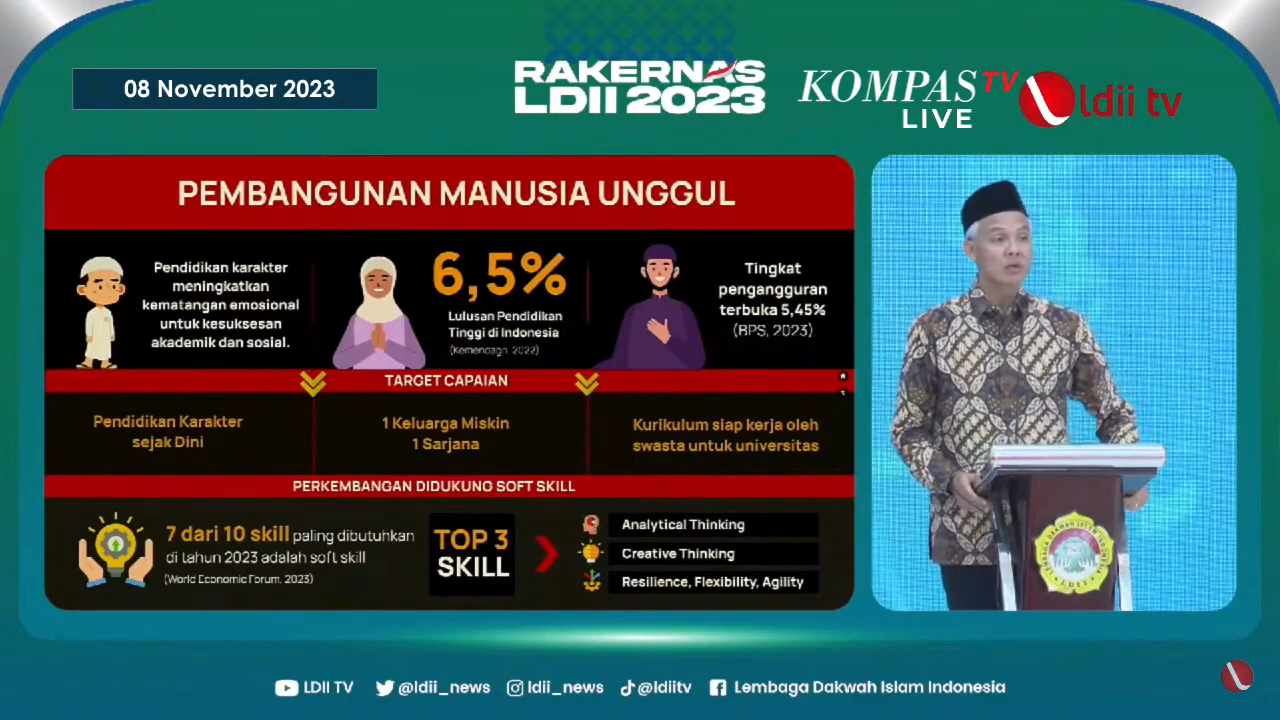 08 November 2023
RAKERNAS
LDII 2023
KOMPAS TV
LIVE
ldii tv
PEMBANGUNAN MANUSIA UNGGUL
Pendidikan karakter
meningkatkan
kematangan emosional
untuk kesuksesan
akademik dan sosial.
6,5%
Lulusan Pendidikan
Tinggi di Indonesia
(Kemendagri, 2022)
Tingkat
pengangguran
terbuka 5,45%
(BPS, 2023)
TARGET CAPAIAN
Pendidikan Karakter
sejak Dini
1 Keluarga Miskin
1 Sarjana
Kurikulum siap kerja oleh
swasta untuk universitas
PERKEMBANGAN DIDUKUNG SOFT SKILL
7 dari 10 skill paling dibutuhkan
di tahun 2023 adalah soft skill
(World Economic Forum, 2023)
TOP 3
SKILL
Analytical Thinking
Creative Thinking
Resilience, Flexibility, Agility
LEMBAGA DAKWAH ISLAM INDONESIA
LDII
LDII TV
@ldii_news
ldii_news
@ldiitv
Lembaga Dakwah Islam Indonesia